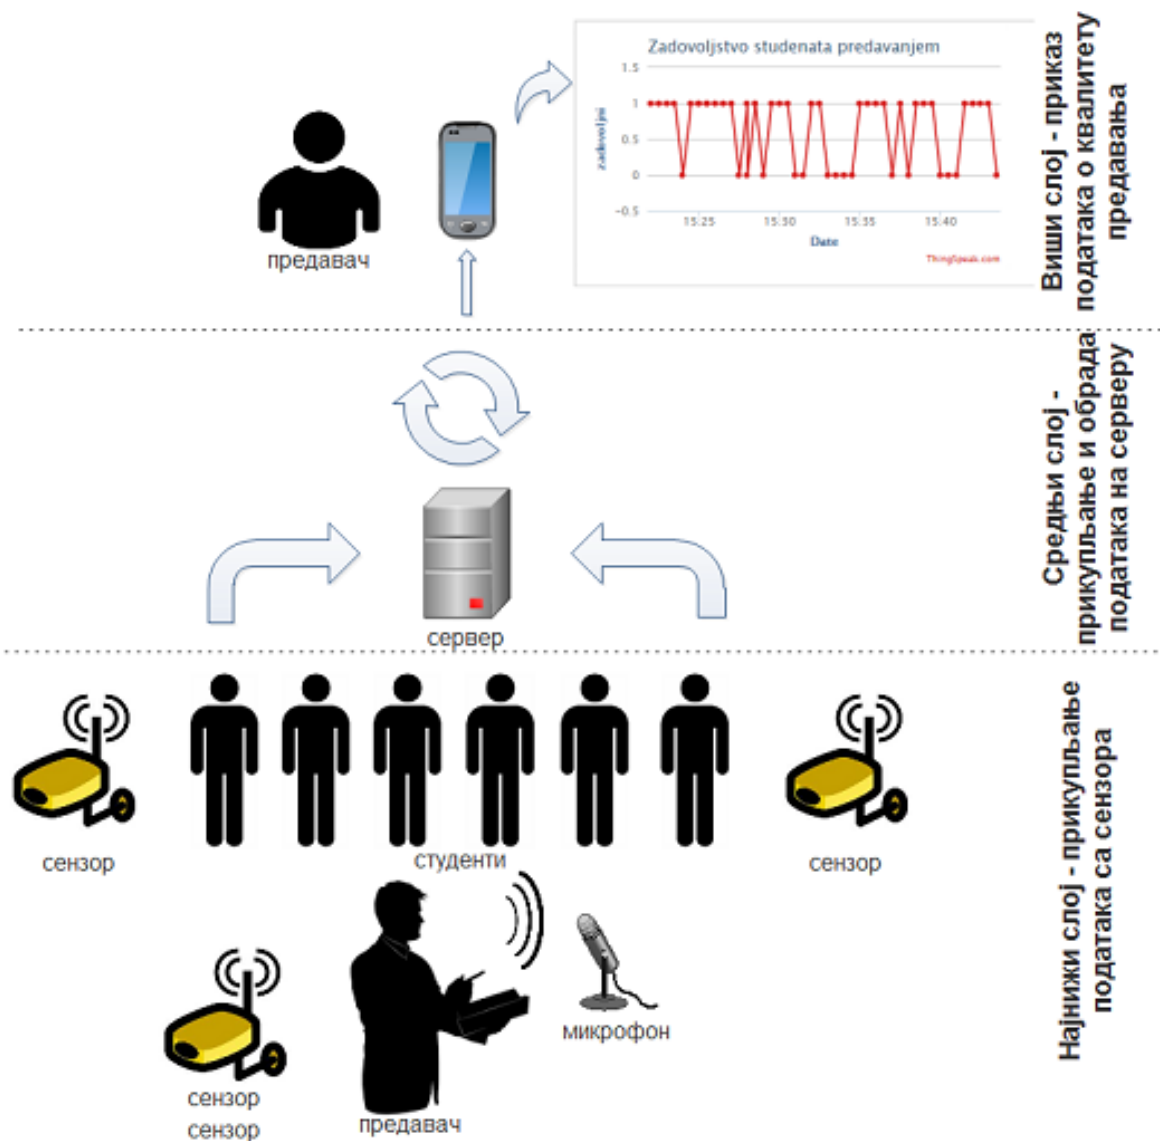 Zadovoljstvo studenata predavanjem
1.5
1
0.5
0
-0.5
zadovoljni
15:25
15:30
15:35
15:40
Date
ThingSpeak.com
предавач
Виши слој - приказ
података о квалитету
предавања
Средњи слој -
прикупљање и обрада
података на серверу
сервер
Најнижи слој - прикупљање
података са сензора
сензор
студенти
сензор
микрофон
сензор
сензор
предавач